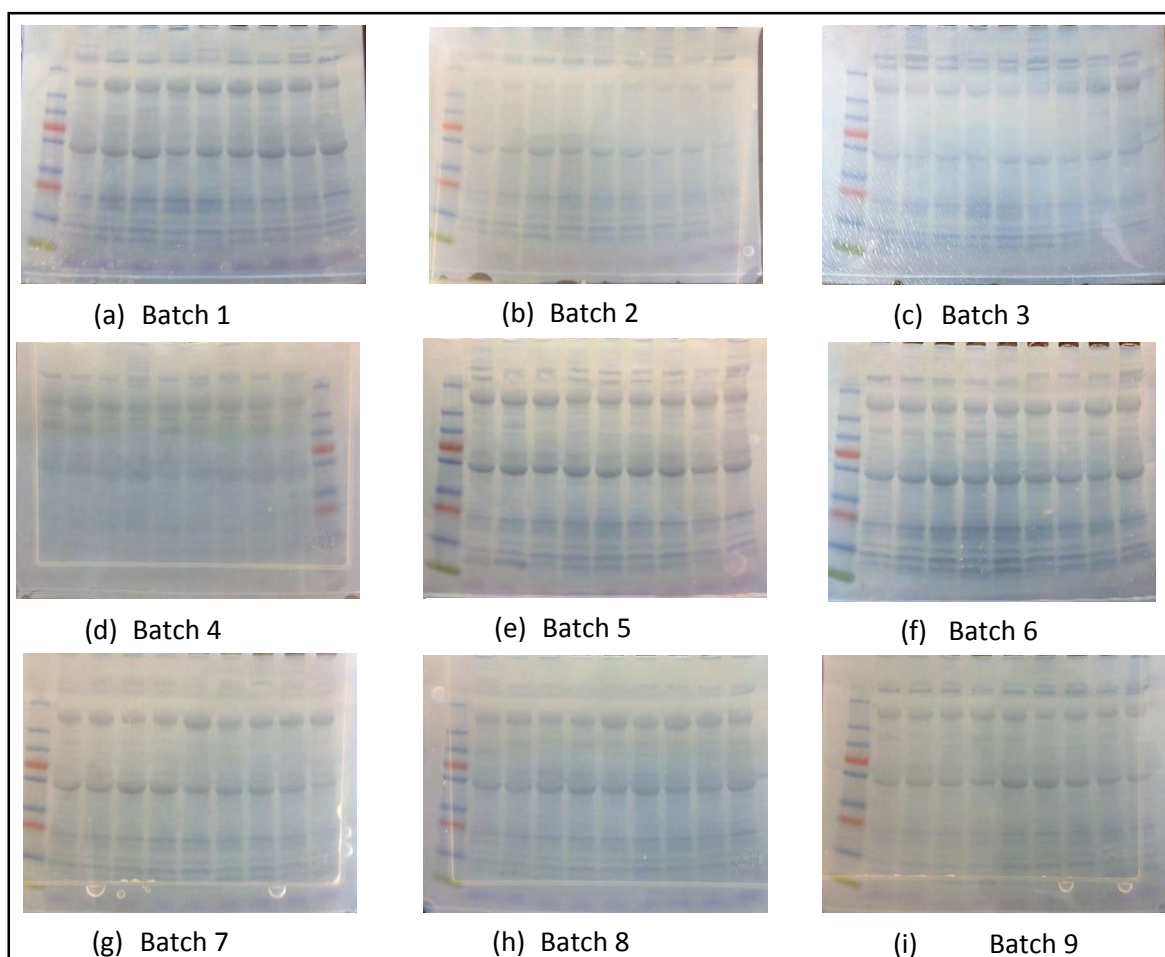 (a) Batch 1
(b) Batch 2
(c) Batch 3
(d) Batch 4
(e) Batch 5
(f) Batch 6
(g) Batch 7
(h) Batch 8
(i) Batch 9